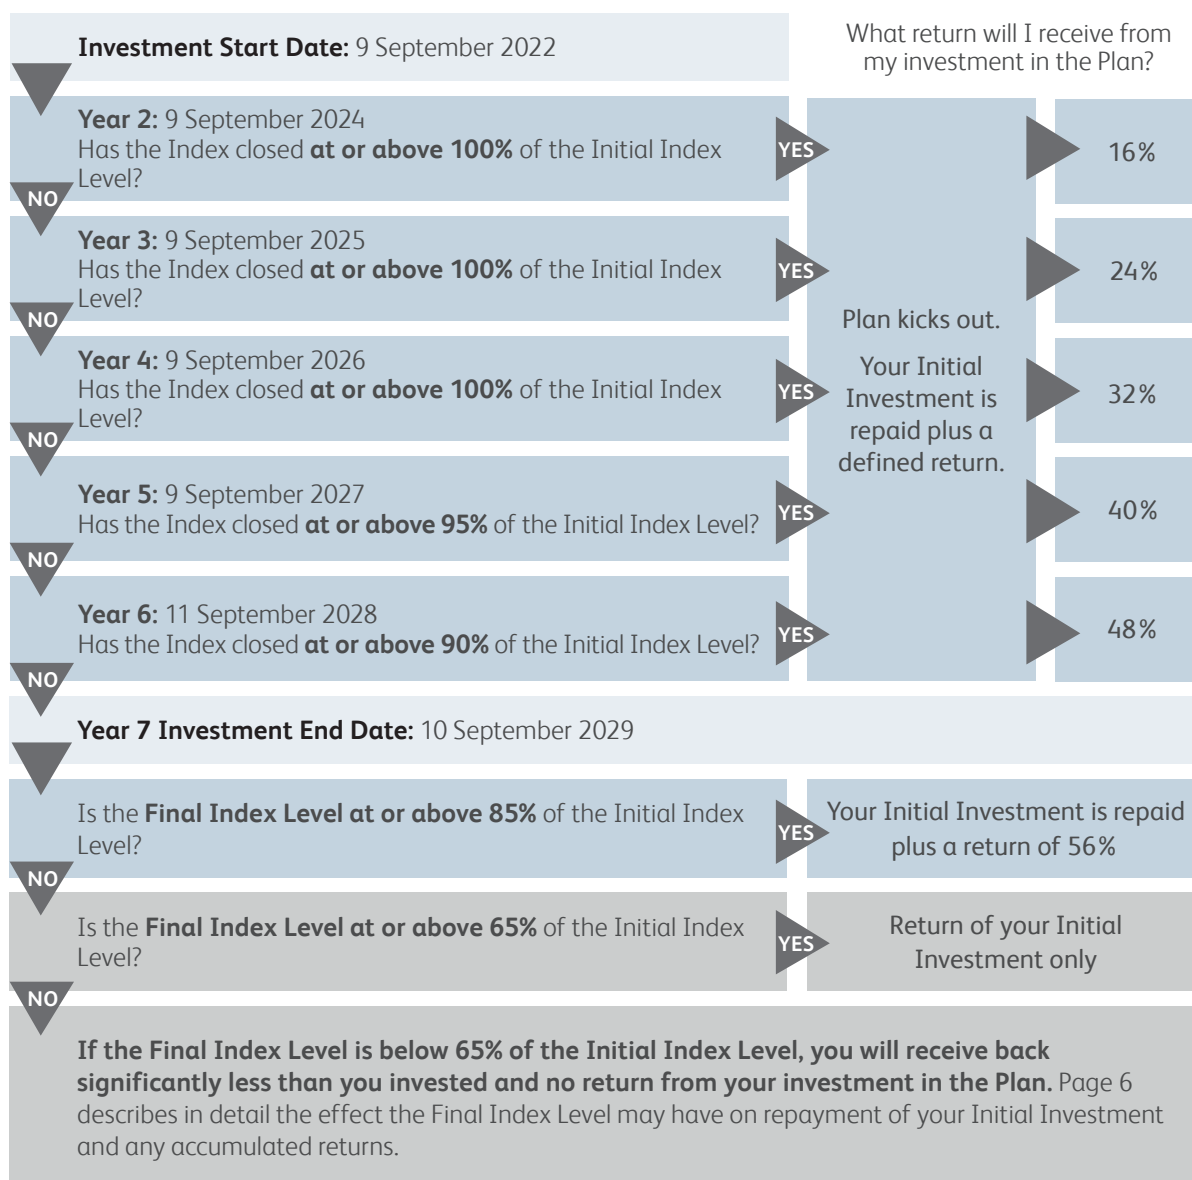 Investment Start Date: 9 September 2022
What return will I receive from
my investment in the Plan?
Year 2: 9 September 2024
Has the Index closed at or above 100% of the Initial Index
Level?
YES
16%
NO
Year 3: 9 September 2025
Has the Index closed at or above 100% of the Initial Index
Level?
YES
24%
NO
Plan kicks out.
Your Initial
Investment is
repaid plus a
defined return.
Year 4: 9 September 2026
Has the Index closed at or above 100% of the Initial Index
Level?
YES
32%
NO
Year 5: 9 September 2027
Has the Index closed at or above 95% of the Initial Index Level?
YES
40%
NO
Year 6: 11 September 2028
Has the Index closed at or above 90% of the Initial Index Level?
YES
48%
NO
Year 7 Investment End Date: 10 September 2029
Is the Final Index Level at or above 85% of the Initial Index
Level?
YES
Your Initial Investment is repaid
plus a return of 56%
NO
Is the Final Index Level at or above 65% of the Initial Index
Level?
YES
Return of your Initial
Investment only
NO
If the Final Index Level is below 65% of the Initial Index Level, you will receive back
significantly less than you invested and no return from your investment in the Plan. Page 6
describes in detail the effect the Final Index Level may have on repayment of your Initial Investment
and any accumulated returns.